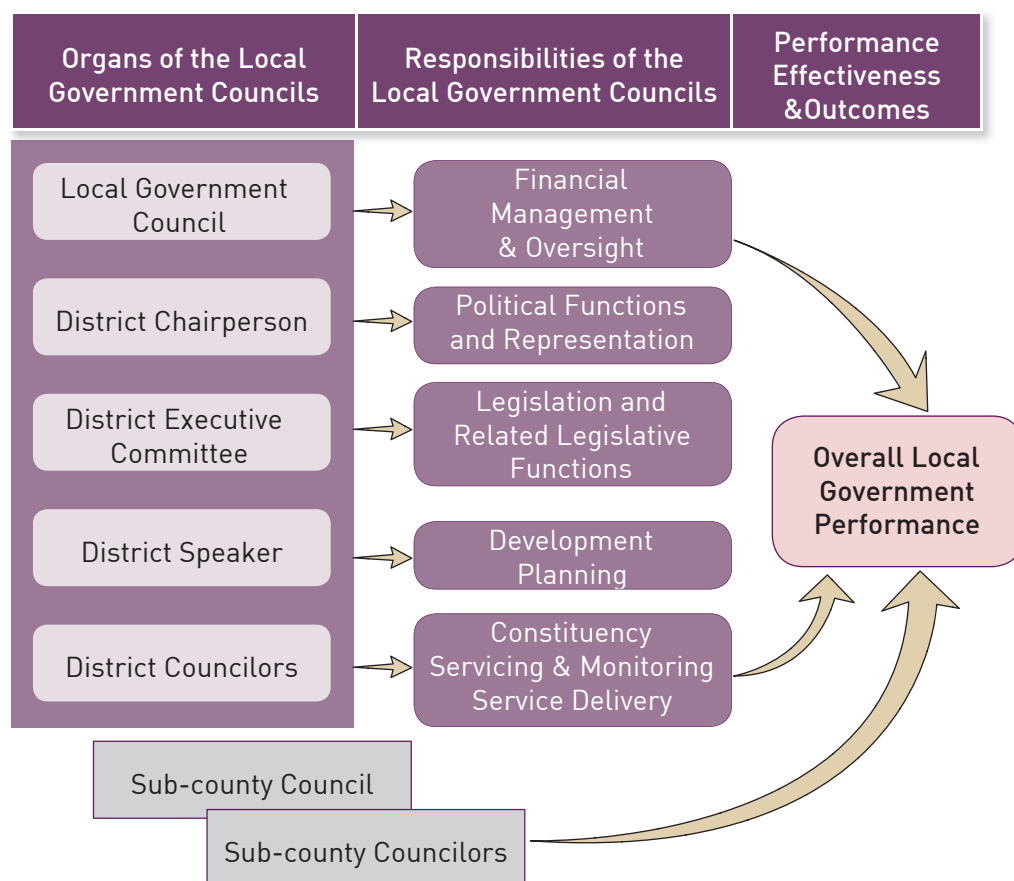 Organs of the Local
Government Councils
Responsibilities of the
Local Government Councils
Performance
Effectiveness
&Outcomes
Local Government
Council
Financial
Management
& Oversight
District Chairperson
Political Functions
and Representation
District Executive
Committee
Legislation and
Related Legislative
Functions
Overall Local
Government
Performance
District Speaker
Development
Planning
District Councilors
Constituency
Servicing & Monitoring
Service Delivery
Sub-county Council
Sub-county Councilors